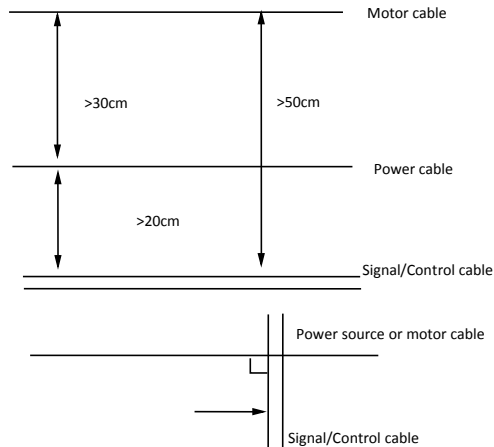 Motor cable
>30cm
>50cm
Power cable
>20cm
Signal/Control cable
Power source or motor cable
Signal/Control cable